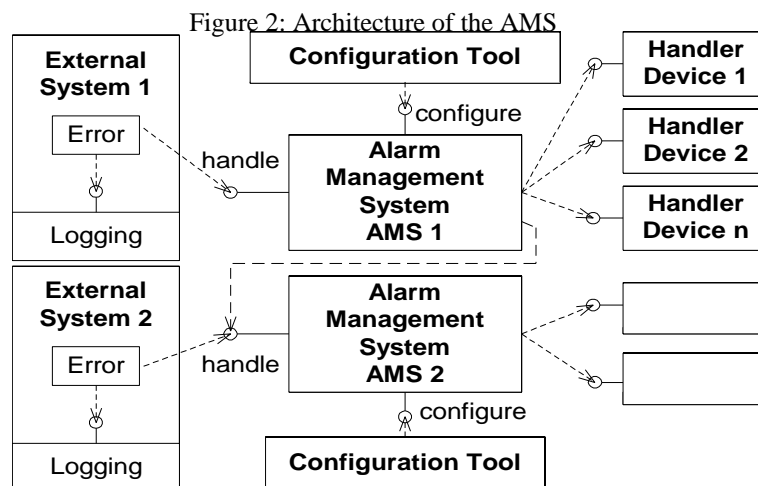 Figure 2: Architecture of the AMS
External
System 1
Error
Logging
Configuration Tool
configure
handle
Alarm
Management
System
AMS 1
Handler
Device 1
Handler
Device 2
Handler
Device n
External
System 2
Error
Logging
handle
Alarm
Management
System
AMS 2
configure
Configuration Tool